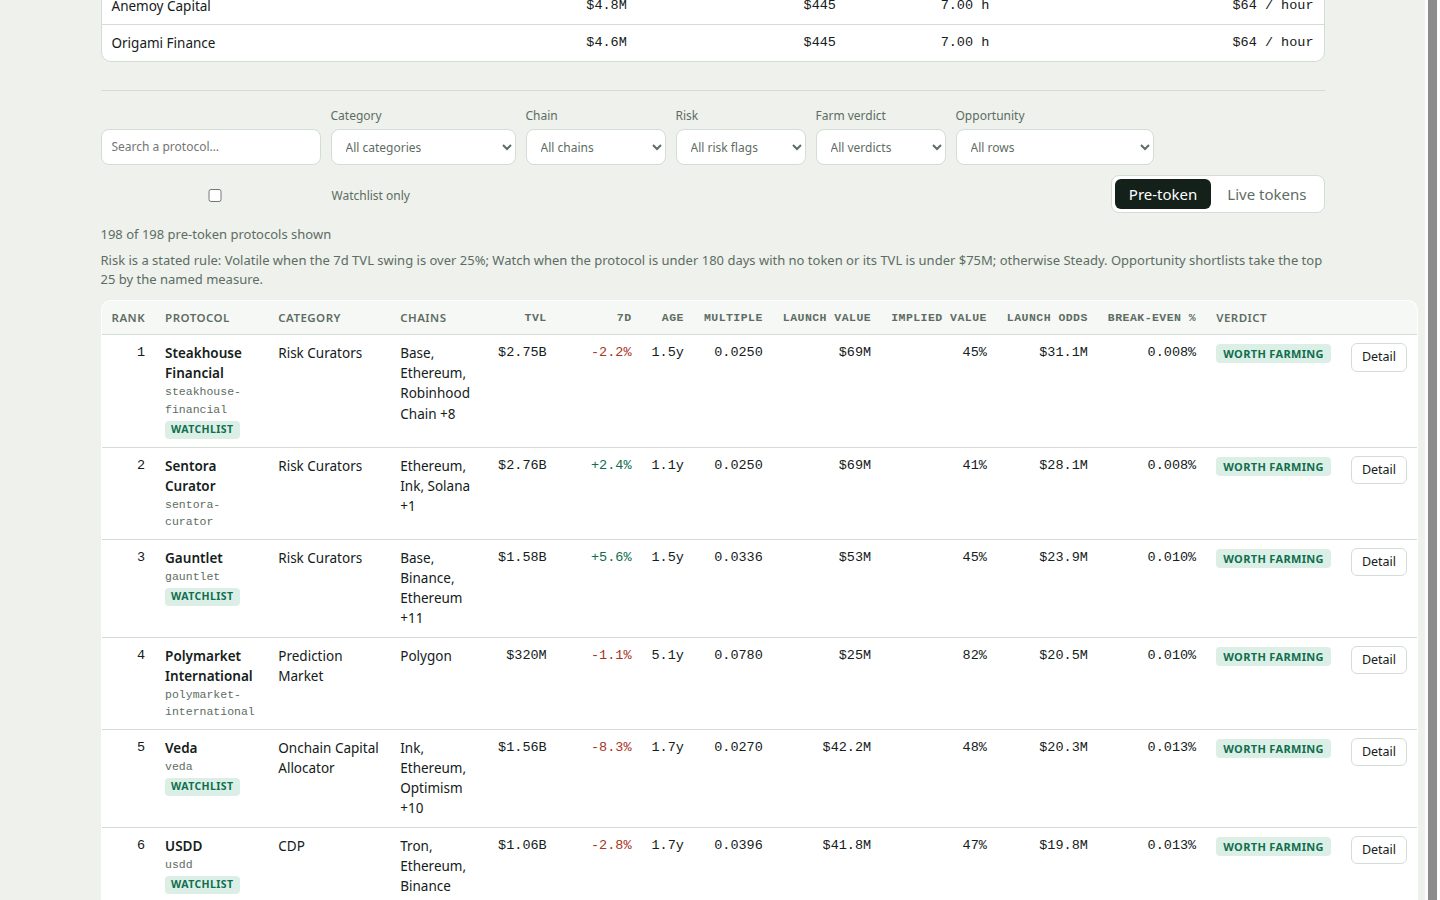 Anemoy Capital $4.8M $445 7.00 h $64 / hour
Origami Finance $4.6M $445 7.00 h $64 / hour
Category Chain Risk Farm verdict Opportunity
Search a protocol... All categories All chains All risk flags All verdicts All rows
Watchlist only Pre-token Live tokens
198 of 198 pre-token protocols shown
Risk is a stated rule: Volatile when the 7d TVL swing is over 25%; Watch when the protocol is under 180 days with no token or its TVL is under $75M; otherwise Steady. Opportunity shortlists take the top
25 by the named measure.
RANK PROTOCOL CATEGORY CHAINS TVL 7D AGE MULTIPLE LAUNCH VALUE IMPLIED VALUE LAUNCH ODDS BREAK-EVEN % VERDICT
1 Steakhouse Risk Curators Base, $2.75B -2.2% 1.5y 0.0250 $69M 45% $31.1M 0.008% WORTH FARMING Detail
Financial Ethereum,
steakhouse- Robinhood
financial Chain +8
WATCHLIST
2 Sentora Risk Curators Ethereum, $2.76B +2.4% 1.1y 0.0250 $69M 41% $28.1M 0.008% WORTH FARMING Detail
Curator Ink, Solana
sentora- +1
curator
3 Gauntlet Risk Curators Base, $1.58B +5.6% 1.5y 0.0336 $53M 45% $23.9M 0.010% WORTH FARMING Detail
gauntlet Binance,
WATCHLIST Ethereum
+11
4 Polymarket Prediction Polygon $320M -1.1% 5.1y 0.0780 $25M 82% $20.5M 0.010% WORTH FARMING Detail
International Market
polymarket-
international
5 Veda Onchain Capital Ink, $1.56B -8.3% 1.7y 0.0270 $42.2M 48% $20.3M 0.013% WORTH FARMING Detail
veda Allocator Ethereum,
WATCHLIST Optimism
+10
6 USDD CDP Tron, $1.06B -2.8% 1.7y 0.0396 $41.8M 47% $19.8M 0.013% WORTH FARMING Detail
usdd Ethereum,
WATCHLIST Binance